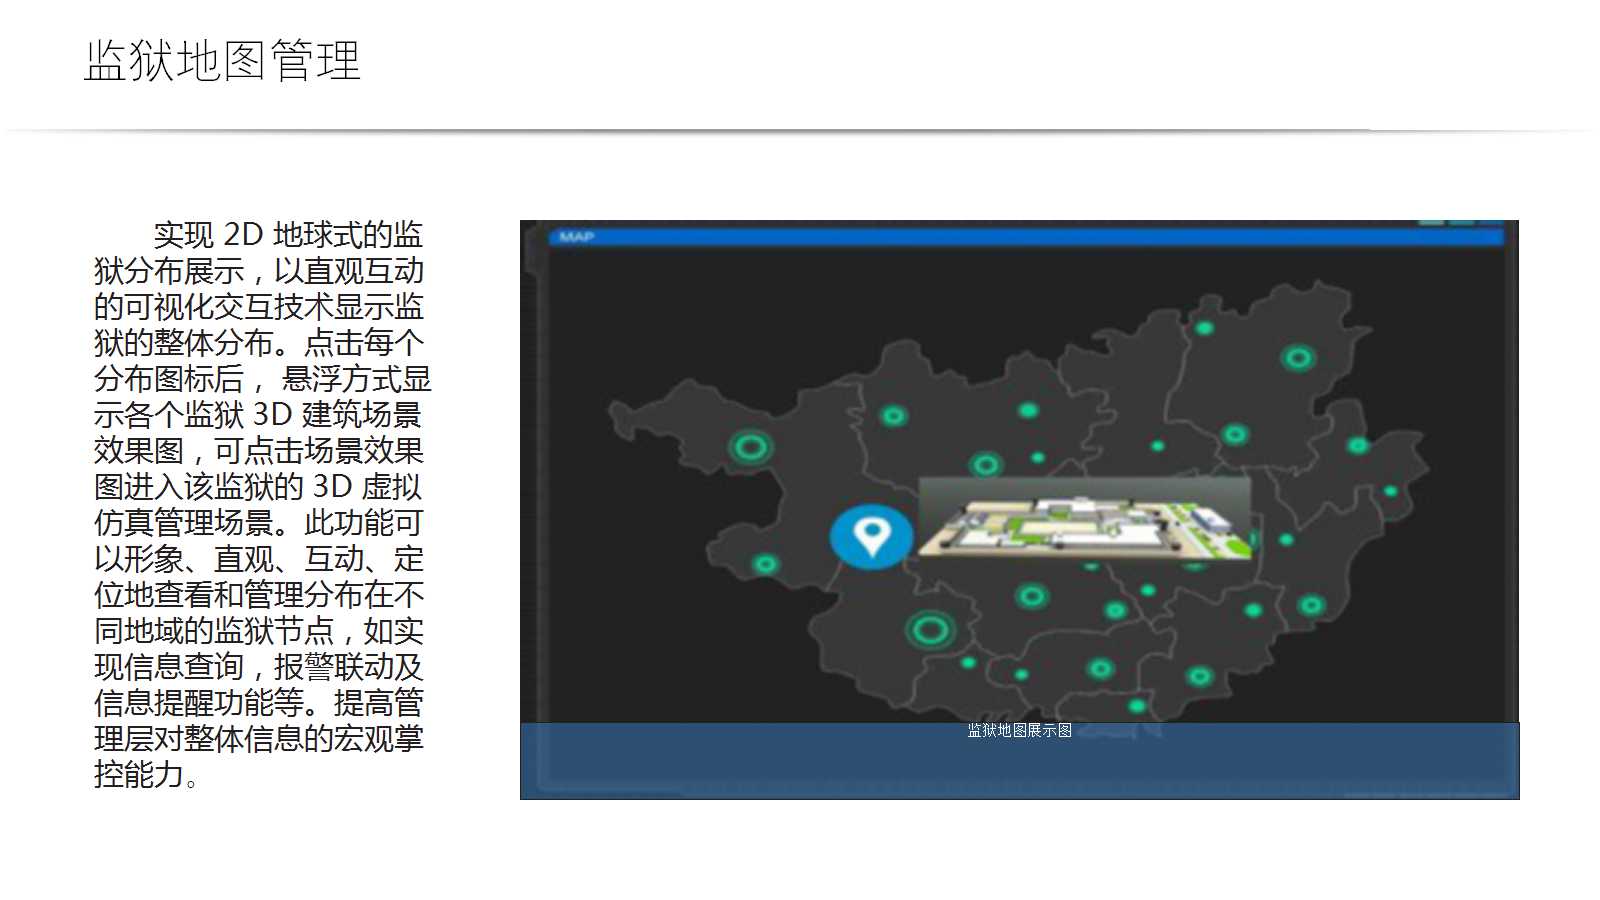 监狱地图管理
实现 2D 地球式的监
狱分布展示，以直观互动
的可视化交互技术显示监
狱的整体分布。点击每个
分布图标后， 悬浮方式显
示各个监狱 3D 建筑场景
效果图，可点击场景效果
图进入该监狱的 3D 虚拟
仿真管理场景。此功能可
以形象、直观、互动、定
位地查看和管理分布在不
同地域的监狱节点，如实
现信息查询，报警联动及
信息提醒功能等。提高管
理层对整体信息的宏观掌
控能力。
MAP
监狱地图展示图